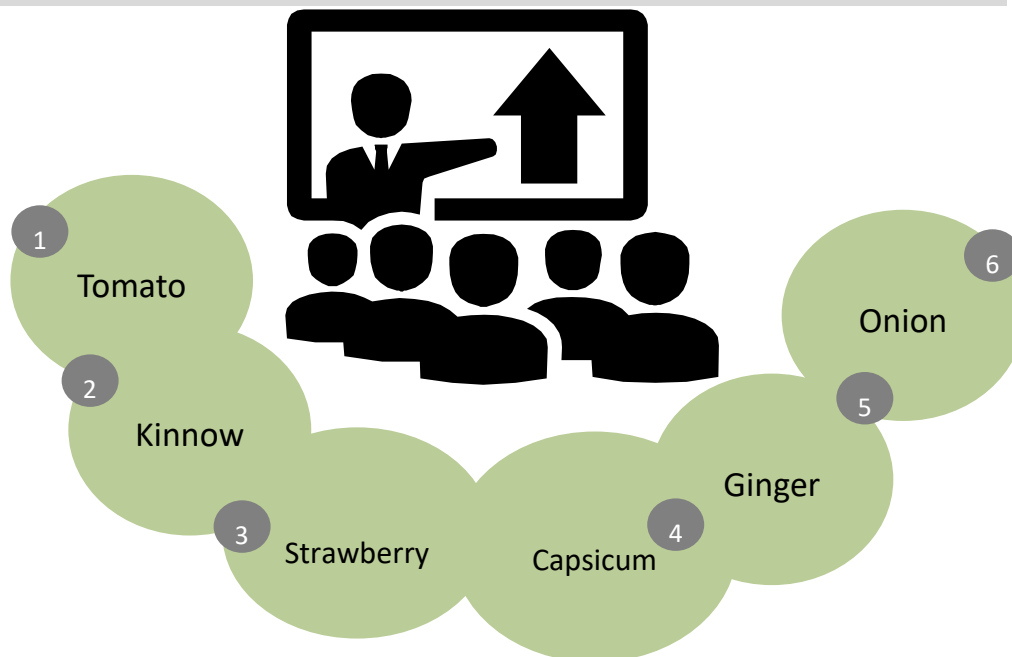 1
Tomato
2
Kinnow
3
Strawberry
Capsicum
4
Ginger
5
Onion
6